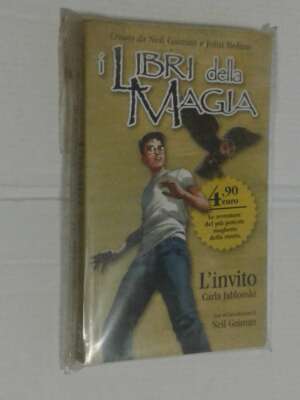 Creato da Neil Gaiman e John Bolton
i LIBRI della
MAGIA
4,90
euro
Le avventure
del più potente
maghetto
della storia.
L'invito
Carla Jablonski
Neil Gaiman